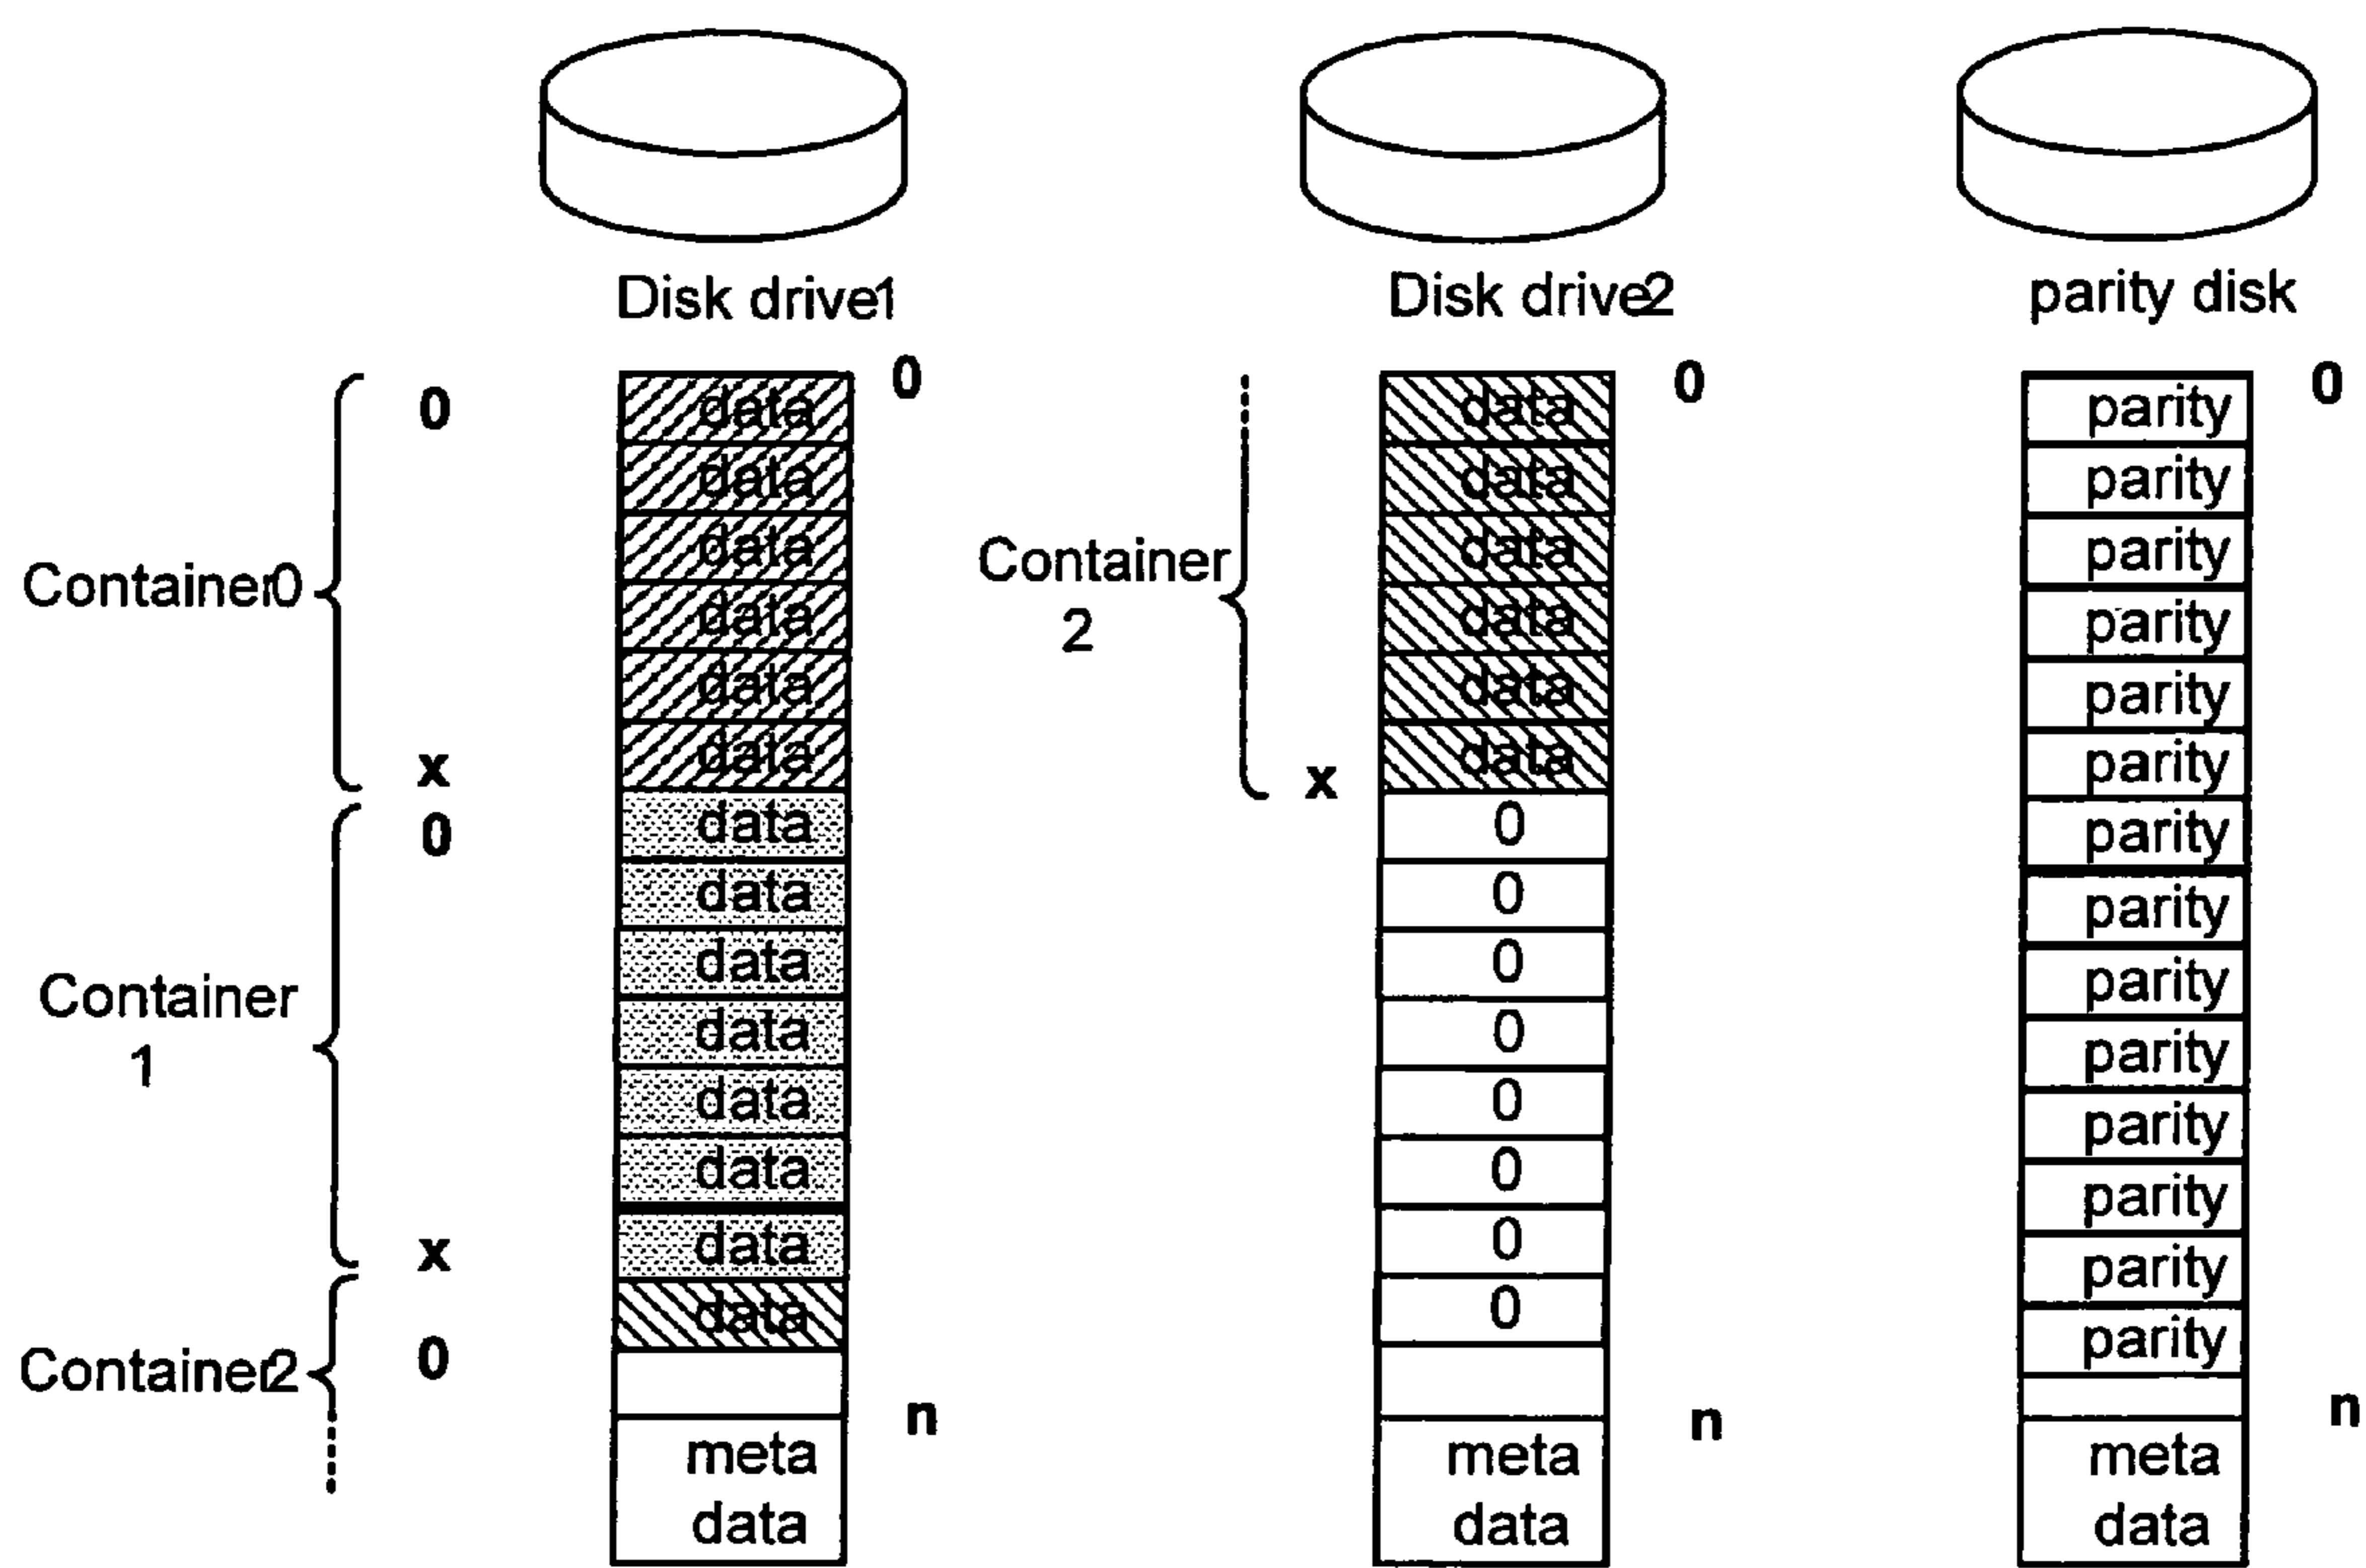 Disk drive1
Container0
0
x
Container
1
0
x
Container2
0
0
data
data
data
data
data
data
data
data
data
data
data
data
data
data
n
meta
data
Disk drive2
Container
2
x
0
data
data
data
data
data
data
0
0
0
0
0
0
0
0
n
meta
data
parity disk
0
parity
parity
parity
parity
parity
parity
parity
parity
parity
parity
parity
parity
parity
parity
n
meta
data